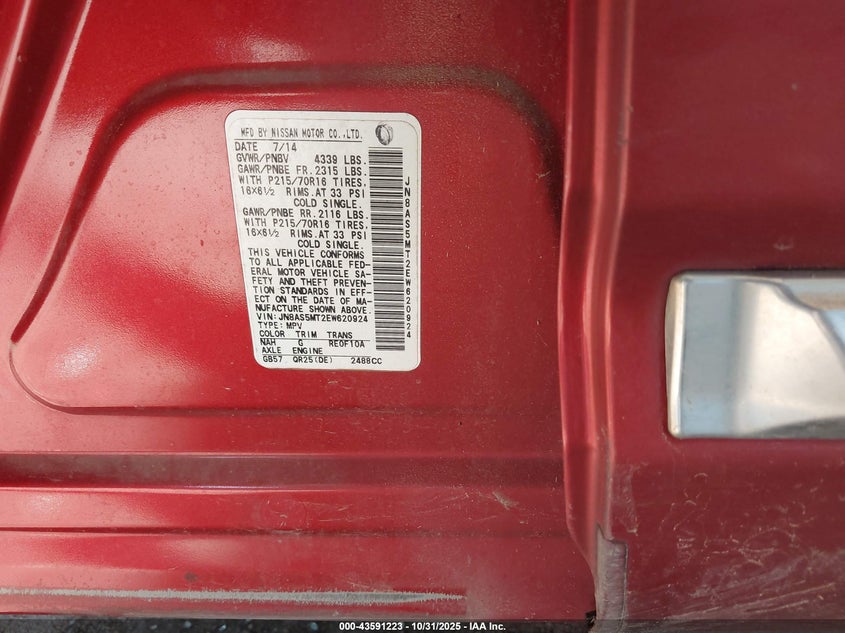 MFD BY NISSAN MOTOR CO.,LTD.
DATE 7/14
GVWR/PNBV 4339 LBS.
GAWR/PNBE FR. 2315 LBS.
WITH P215/70R16 TIRES,
16X6½ RIMS. AT 33 PSI
COLD SINGLE.
GAWR/PNBE RR. 2116 LBS.
WITH P215/70R16 TIRES,
16X6½ RIMS. AT 33 PSI
COLD SINGLE.
THIS VEHICLE CONFORMS
TO ALL APPLICABLE FED-
ERAL MOTOR VEHICLE SA-
FETY AND THEFT PREVEN-
TION STANDARDS IN EFF-
ECT ON THE DATE OF MA-
NUFACTURE SHOWN ABOVE.
VIN: JN8AS5MT2EW620924
TYPE: MPV
COLOR TRIM TRANS
NAH G RE0F10A
AXLE ENGINE
GB57 QR25(DE) 2488CC
JN8AS5MT2EW620924
000-43591223 - 10/31/2025 - IAA Inc.